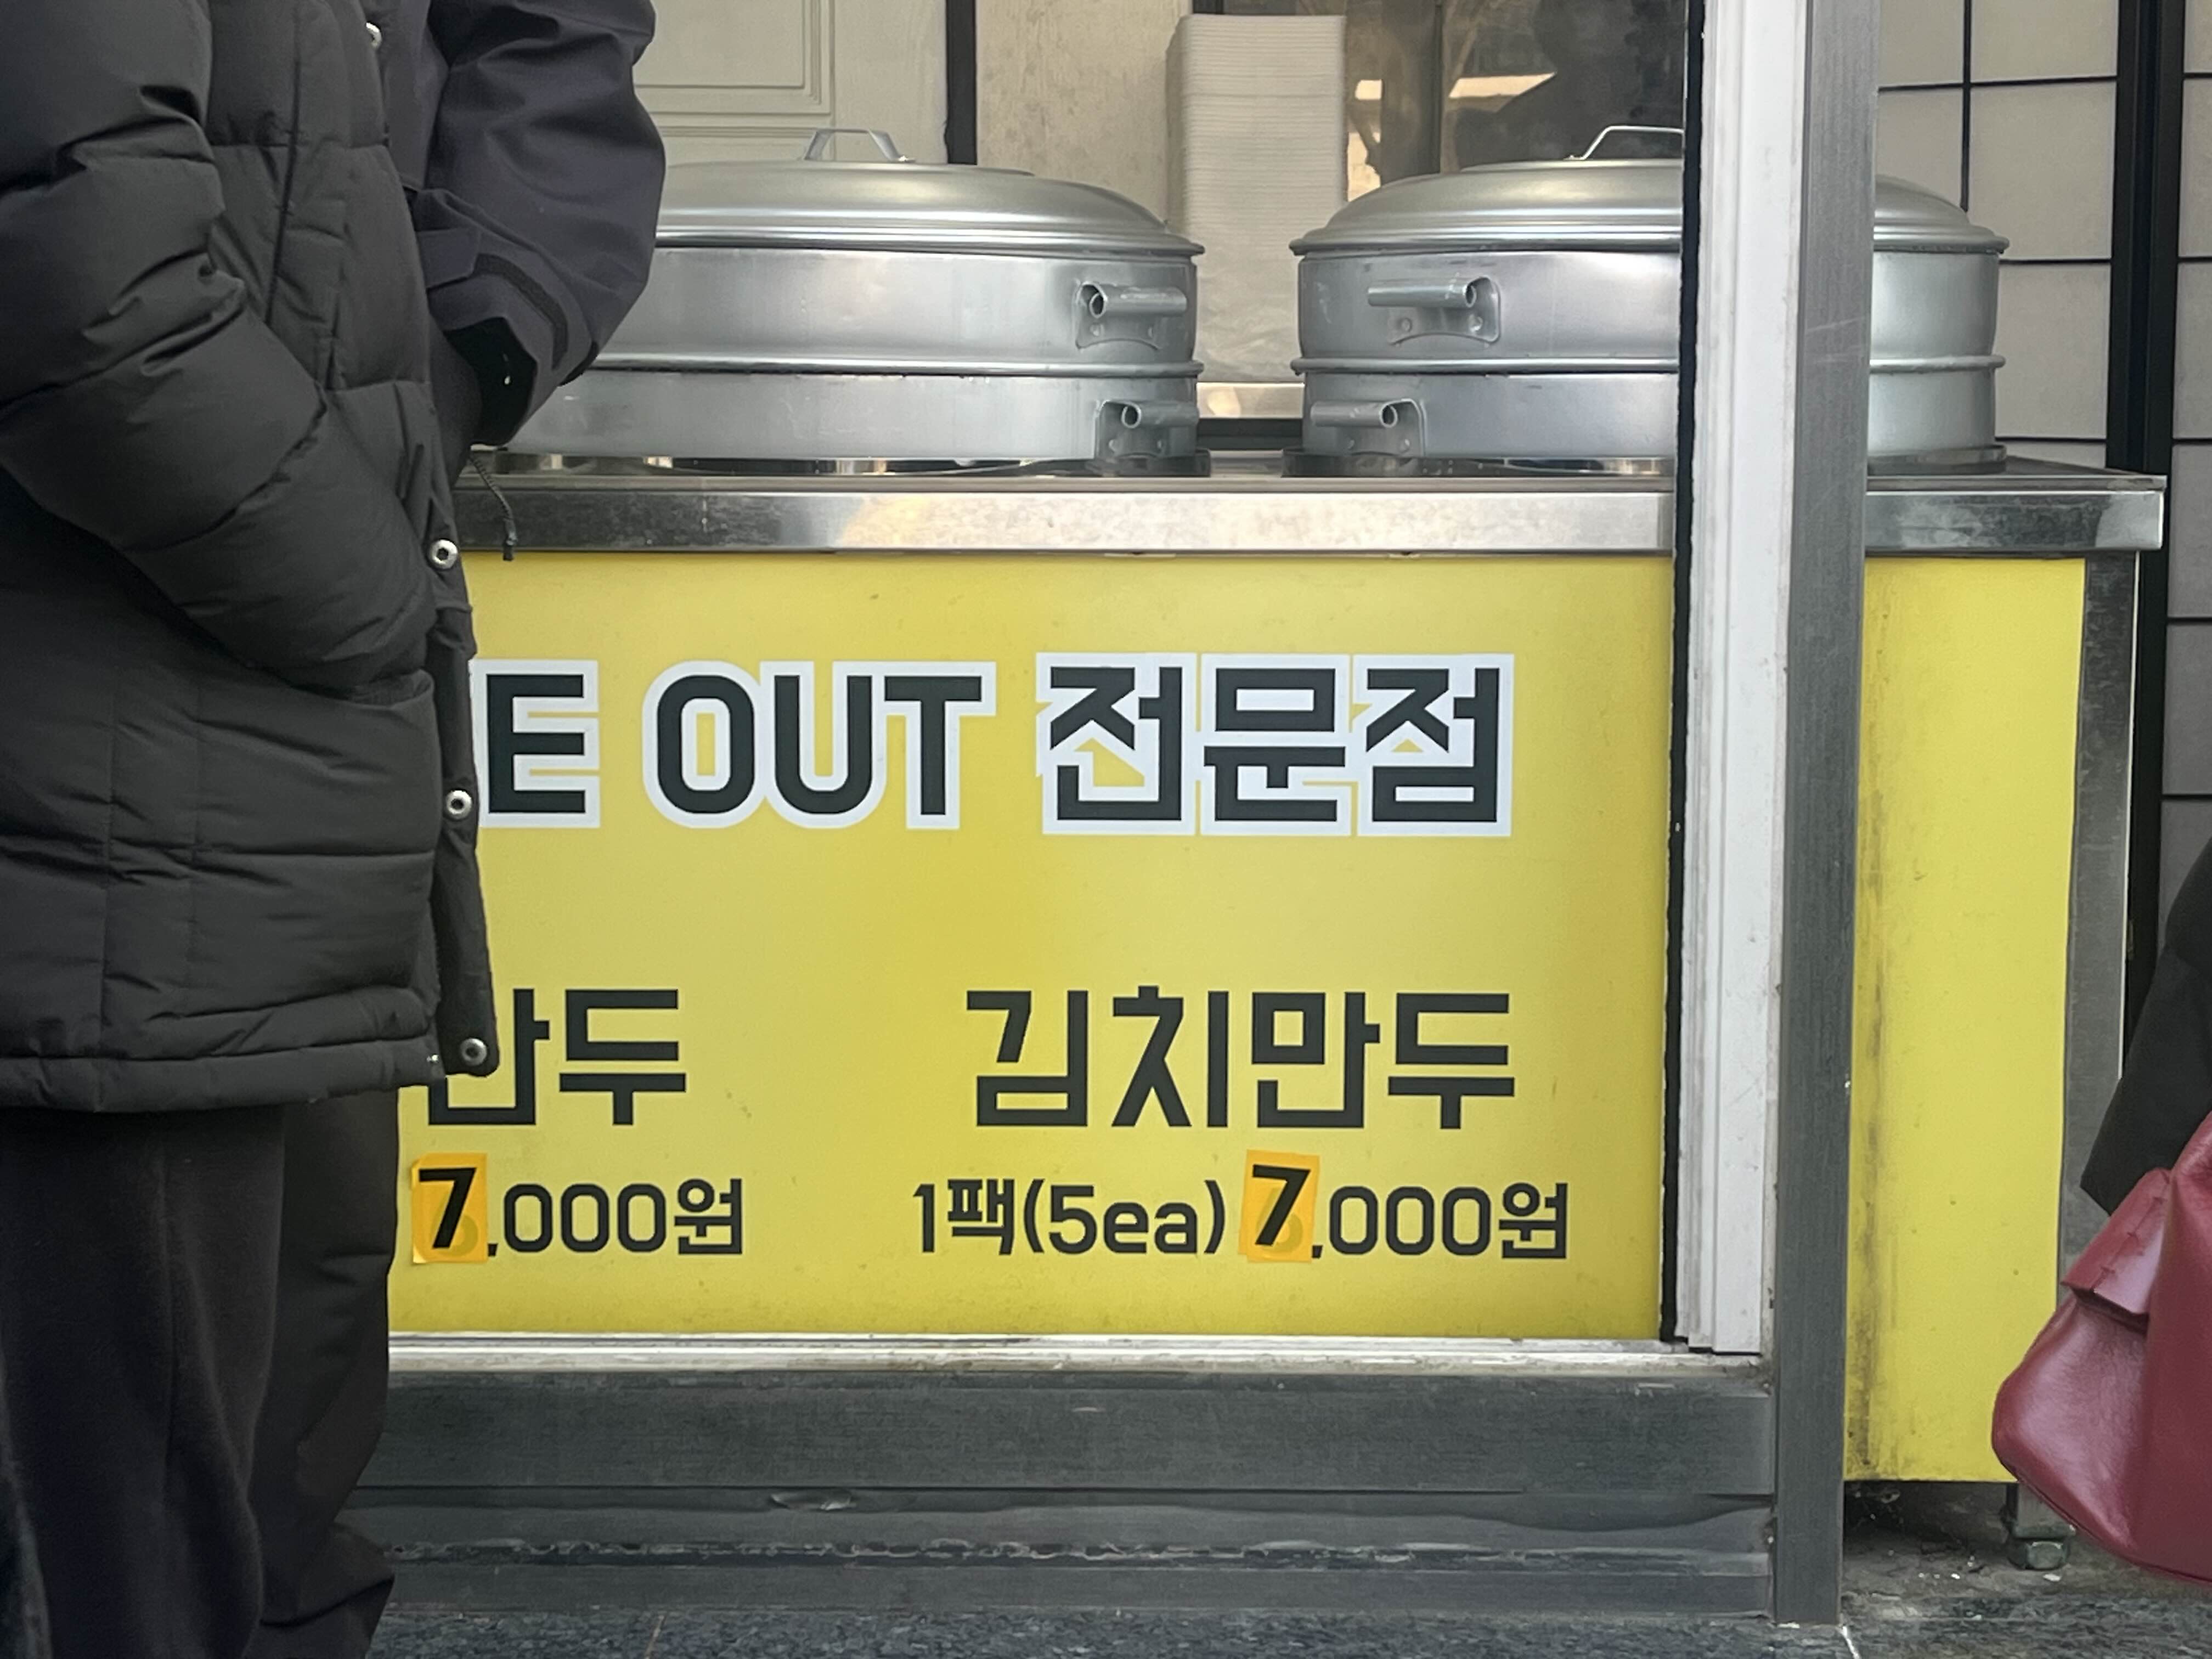 OUT 전문점
만두 김치만두
7,000원 1팩(5ea) 7,000원